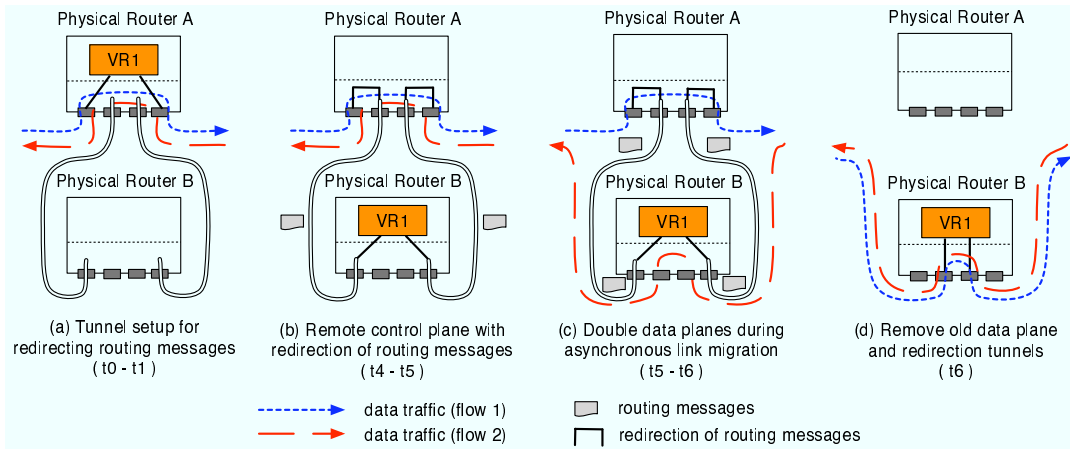 Physical Router A
VR1
Physical Router B
(a) Tunnel setup for
redirecting routing messages
( t0 - t1 )
Physical Router A
Physical Router B
VR1
(b) Remote control plane with
redirection of routing messages
( t4 - t5 )
Physical Router A
Physical Router B
VR1
(c) Double data planes during
asynchronous link migration
( t5 - t6 )
Physical Router A
Physical Router B
VR1
(d) Remove old data plane
and redirection tunnels
( t6 )
data traffic (flow 1)
data traffic (flow 2)
routing messages
redirection of routing messages